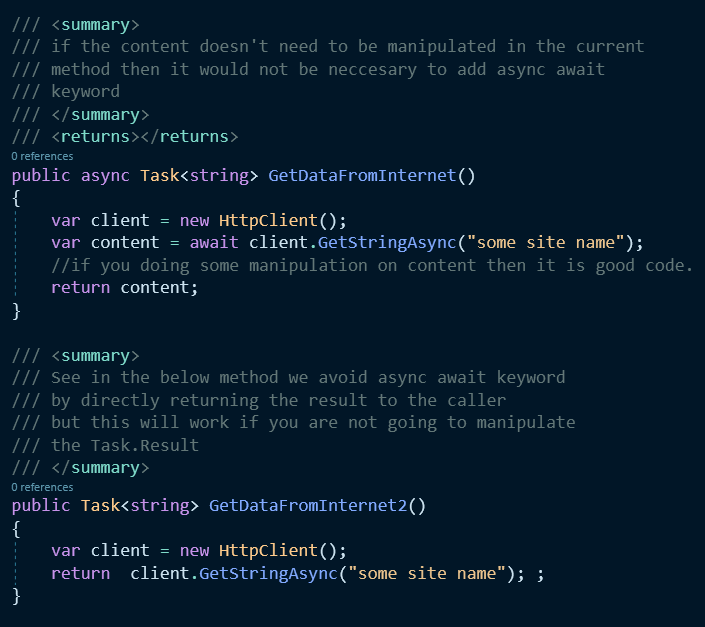 /// <summary>
/// if the content doesn't need to be manipulated in the current
/// method then it would not be neccesary to add async await
/// keyword
/// </summary>
/// <returns></returns>
0 references
public async Task<string> GetDataFromInternet()
{
    var client = new HttpClient();
    var content = await client.GetStringAsync("some site name");
    //if you doing some manipulation on content then it is good code.
    return content;
}
/// <summary>
/// See in the below method we avoid async await keyword
/// by directly returning the result to the caller
/// but this will work if you are not going to manipulate
/// the Task.Result
/// </summary>
0 references
public Task<string> GetDataFromInternet2()
{
    var client = new HttpClient();
    return  client.GetStringAsync("some site name"); ;
}